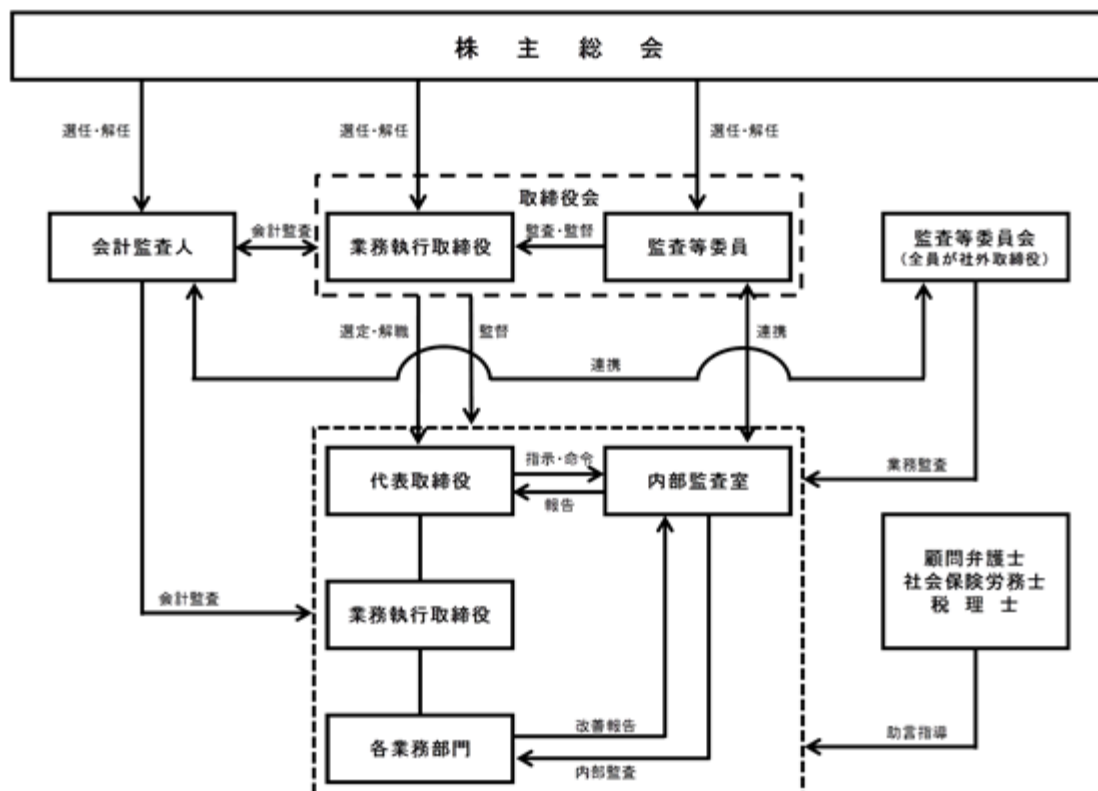 株主総会
選任・解任
選任・解任
選任・解任
取締役会
会計監査人
会計監査
業務執行取締役
監査・監督
監査等委員
監査等委員会
(全員が社外取締役)
選定・解職
監督
連携
連携
代表取締役
指示・命令
報告
内部監査室
業務監査
顧問弁護士
社会保険労務士
税理士
会計監査
業務執行取締役
各業務部門
改善報告
内部監査
助言指導